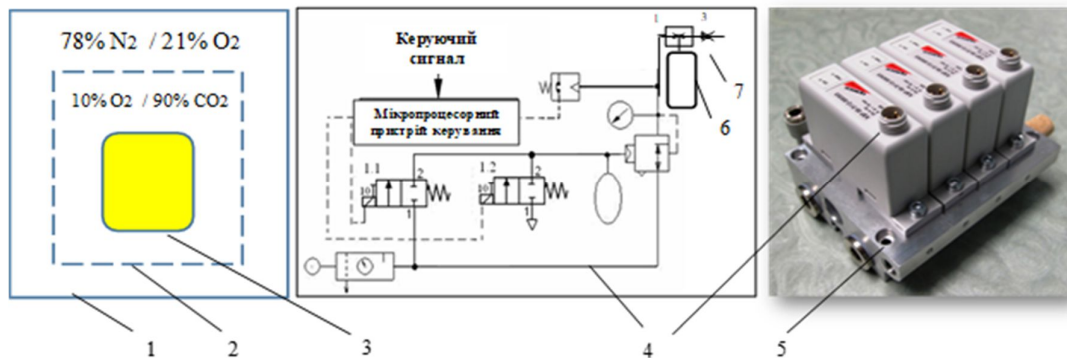 78% N2 / 21% O2
10% O2 / 90% CO2
Керуючий
сигнал
Мікропроцесорний
пристрій керування
1 3
1.1
2
10
1
1.2
2
10
1
7
6
1 2 3 4 5